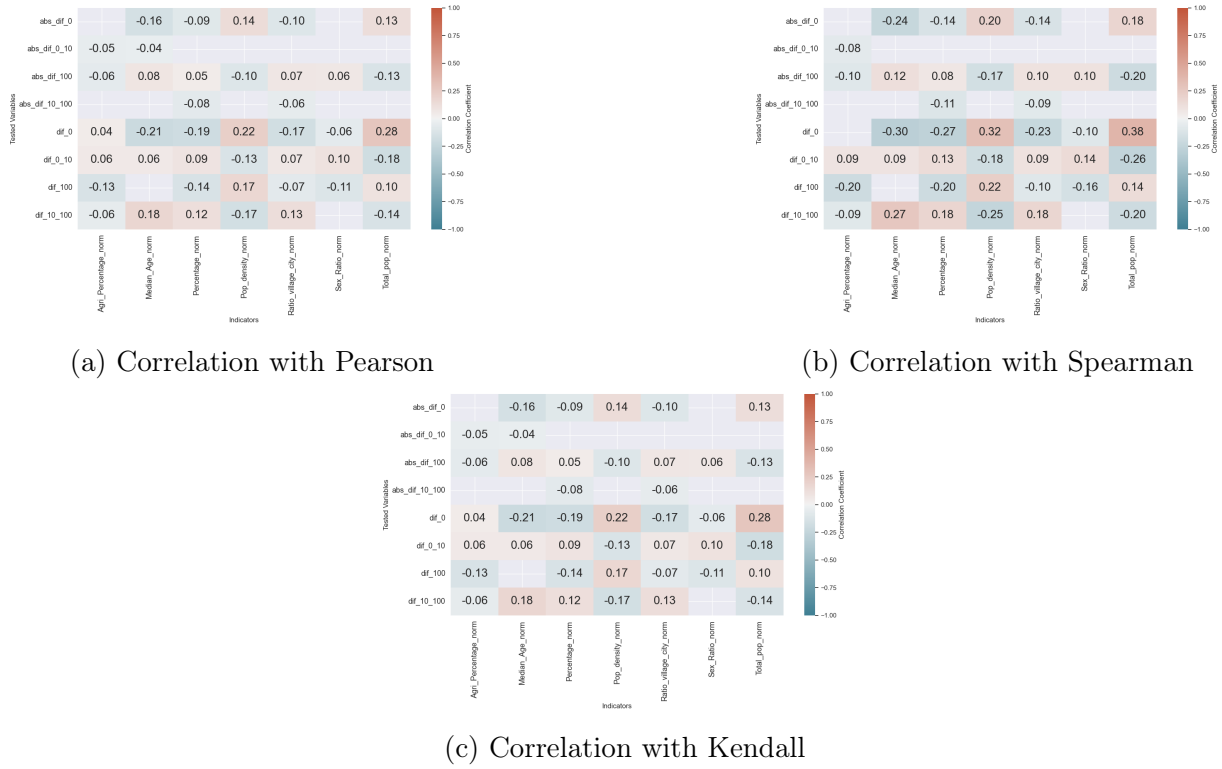 abs_dif_0 -0.16 -0.09 0.14 -0.10 0.13
abs_dif_0_10 -0.05 -0.04
abs_dif_100 -0.06 0.08 0.05 -0.10 0.07 0.06 -0.13
abs_dif_10_100 -0.08 -0.06
dif_0 0.04 -0.21 -0.19 0.22 -0.17 -0.06 0.28
dif_0_10 0.06 0.06 0.09 -0.13 0.07 0.10 -0.18
dif_100 -0.13 -0.14 0.17 -0.07 -0.11 0.10
dif_10_100 -0.06 0.18 0.12 -0.17 0.13 -0.14
Tested Variables
Agri_Percentage_norm
Median_Age_norm
Percentage_norm
Pop_density_norm
Ratio_village_city_norm
Sex_Ratio_norm
Total_pop_norm
Indicators
1.00
0.75
0.50
0.25
0.00
-0.25
-0.50
-0.75
-1.00
Correlation Coefficient
(a) Correlation with Pearson
abs_dif_0 -0.24 -0.14 0.20 -0.14 0.18
abs_dif_0_10 -0.08
abs_dif_100 -0.10 0.12 0.08 -0.17 0.10 0.10 -0.20
abs_dif_10_100 -0.11 -0.09
dif_0 -0.30 -0.27 0.32 -0.23 -0.10 0.38
dif_0_10 0.09 0.09 0.13 -0.18 0.09 0.14 -0.26
dif_100 -0.20 -0.20 0.22 -0.10 -0.16 0.14
dif_10_100 -0.09 0.27 0.18 -0.25 0.18 -0.20
Tested Variables
Agri_Percentage_norm
Median_Age_norm
Percentage_norm
Pop_density_norm
Ratio_village_city_norm
Sex_Ratio_norm
Total_pop_norm
Indicators
1.00
0.75
0.50
0.25
0.00
-0.25
-0.50
-0.75
-1.00
Correlation Coefficient
(b) Correlation with Spearman
abs_dif_0 -0.16 -0.09 0.14 -0.10 0.13
abs_dif_0_10 -0.05 -0.04
abs_dif_100 -0.06 0.08 0.05 -0.10 0.07 0.06 -0.13
abs_dif_10_100 -0.08 -0.06
dif_0 0.04 -0.21 -0.19 0.22 -0.17 -0.06 0.28
dif_0_10 0.06 0.06 0.09 -0.13 0.07 0.10 -0.18
dif_100 -0.13 -0.14 0.17 -0.07 -0.11 0.10
dif_10_100 -0.06 0.18 0.12 -0.17 0.13 -0.14
Tested Variables
Agri_Percentage_norm
Median_Age_norm
Percentage_norm
Pop_density_norm
Ratio_village_city_norm
Sex_Ratio_norm
Total_pop_norm
Indicators
1.00
0.75
0.50
0.25
0.00
-0.25
-0.50
-0.75
-1.00
Correlation Coefficient
(c) Correlation with Kendall